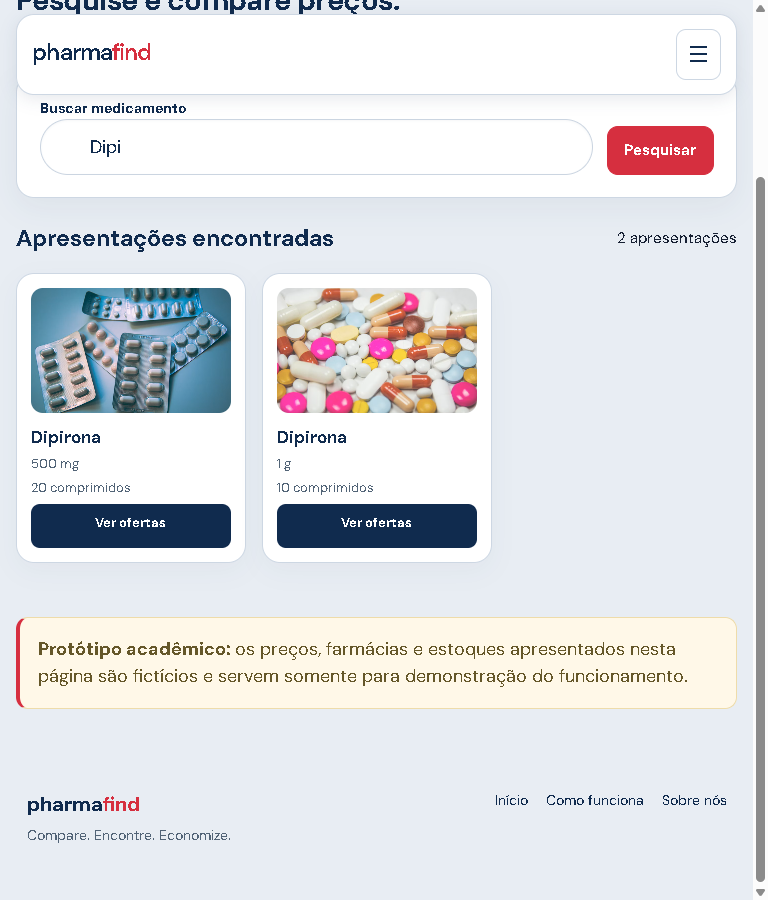 Pesquise e compare preços.
pharmafind
☰
Buscar medicamento
Dipi
Pesquisar
Apresentações encontradas
2 apresentações
Dipirona
500 mg
20 comprimidos
Ver ofertas
Dipirona
1 g
10 comprimidos
Ver ofertas
Protótipo acadêmico: os preços, farmácias e estoques apresentados nesta
página são fictícios e servem somente para demonstração do funcionamento.
pharmafind
Compare. Encontre. Economize.
Início Como funciona Sobre nós